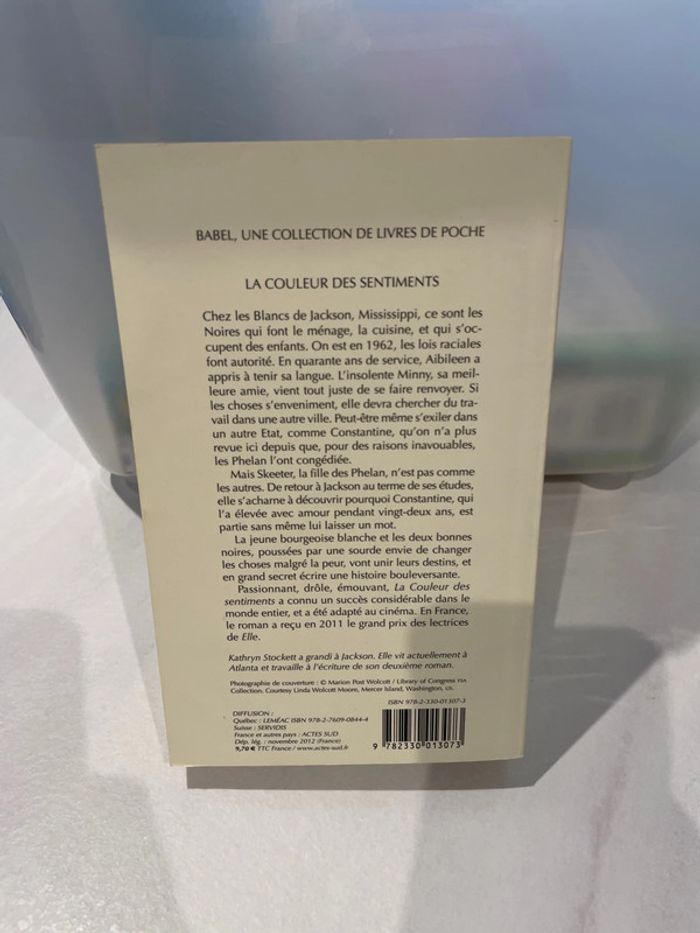 BABEL, UNE COLLECTION DE LIVRES DE POCHE
LA COULEUR DES SENTIMENTS
Chez les Blancs de Jackson, Mississippi, ce sont les
Noires qui font le ménage, la cuisine, et qui s'oc-
cupent des enfants. On est en 1962, les lois raciales
font autorité. En quarante ans de service, Aibileen a
appris à tenir sa langue. L'insolente Minny, sa meil-
leure amie, vient tout juste de se faire renvoyer. Si
les choses s'enveniment, elle devra chercher du tra-
vail dans une autre ville. Peut-être même s'exiler dans
un autre Etat, comme Constantine, qu'on n'a plus
revue ici depuis que, pour des raisons inavouables,
les Phelan l'ont congédiée.
Mais Skeeter, la fille des Phelan, n'est pas comme
les autres. De retour à Jackson au terme de ses études,
elle s'acharne à découvrir pourquoi Constantine, qui
l'a élevée avec amour pendant vingt-deux ans, est
partie sans même lui laisser un mot.
La jeune bourgeoise blanche et les deux bonnes
noires, poussées par une sourde envie de changer
les choses malgré la peur, vont unir leurs destins, et
en grand secret écrire une histoire bouleversante.
Passionnant, drôle, émouvant, La Couleur des
sentiments a connu un succès considérable dans le
monde entier, et a été adapté au cinéma. En France,
le roman a reçu en 2011 le grand prix des lectrices
de Elle.
Kathryn Stockett a grandi à Jackson. Elle vit actuellement à
Atlanta et travaille à l'écriture de son deuxième roman.
Photographie de couverture : © Marion Post Wolcott / Library of Congress FSA
Collection. Courtesy Linda Wolcott Moore, Mercer Island, Washington, US.
DIFFUSION :
Québec : LEMÉAC ISBN 978-2-7609-0844-4
Suisse : SERVIDIS
France et autres pays : ACTES SUD
Dép. lég. : novembre 2012 (France)
9,70 € TTC France / www.actes-sud.fr
ISBN 978-2-330-01307-3
9 782330 013073